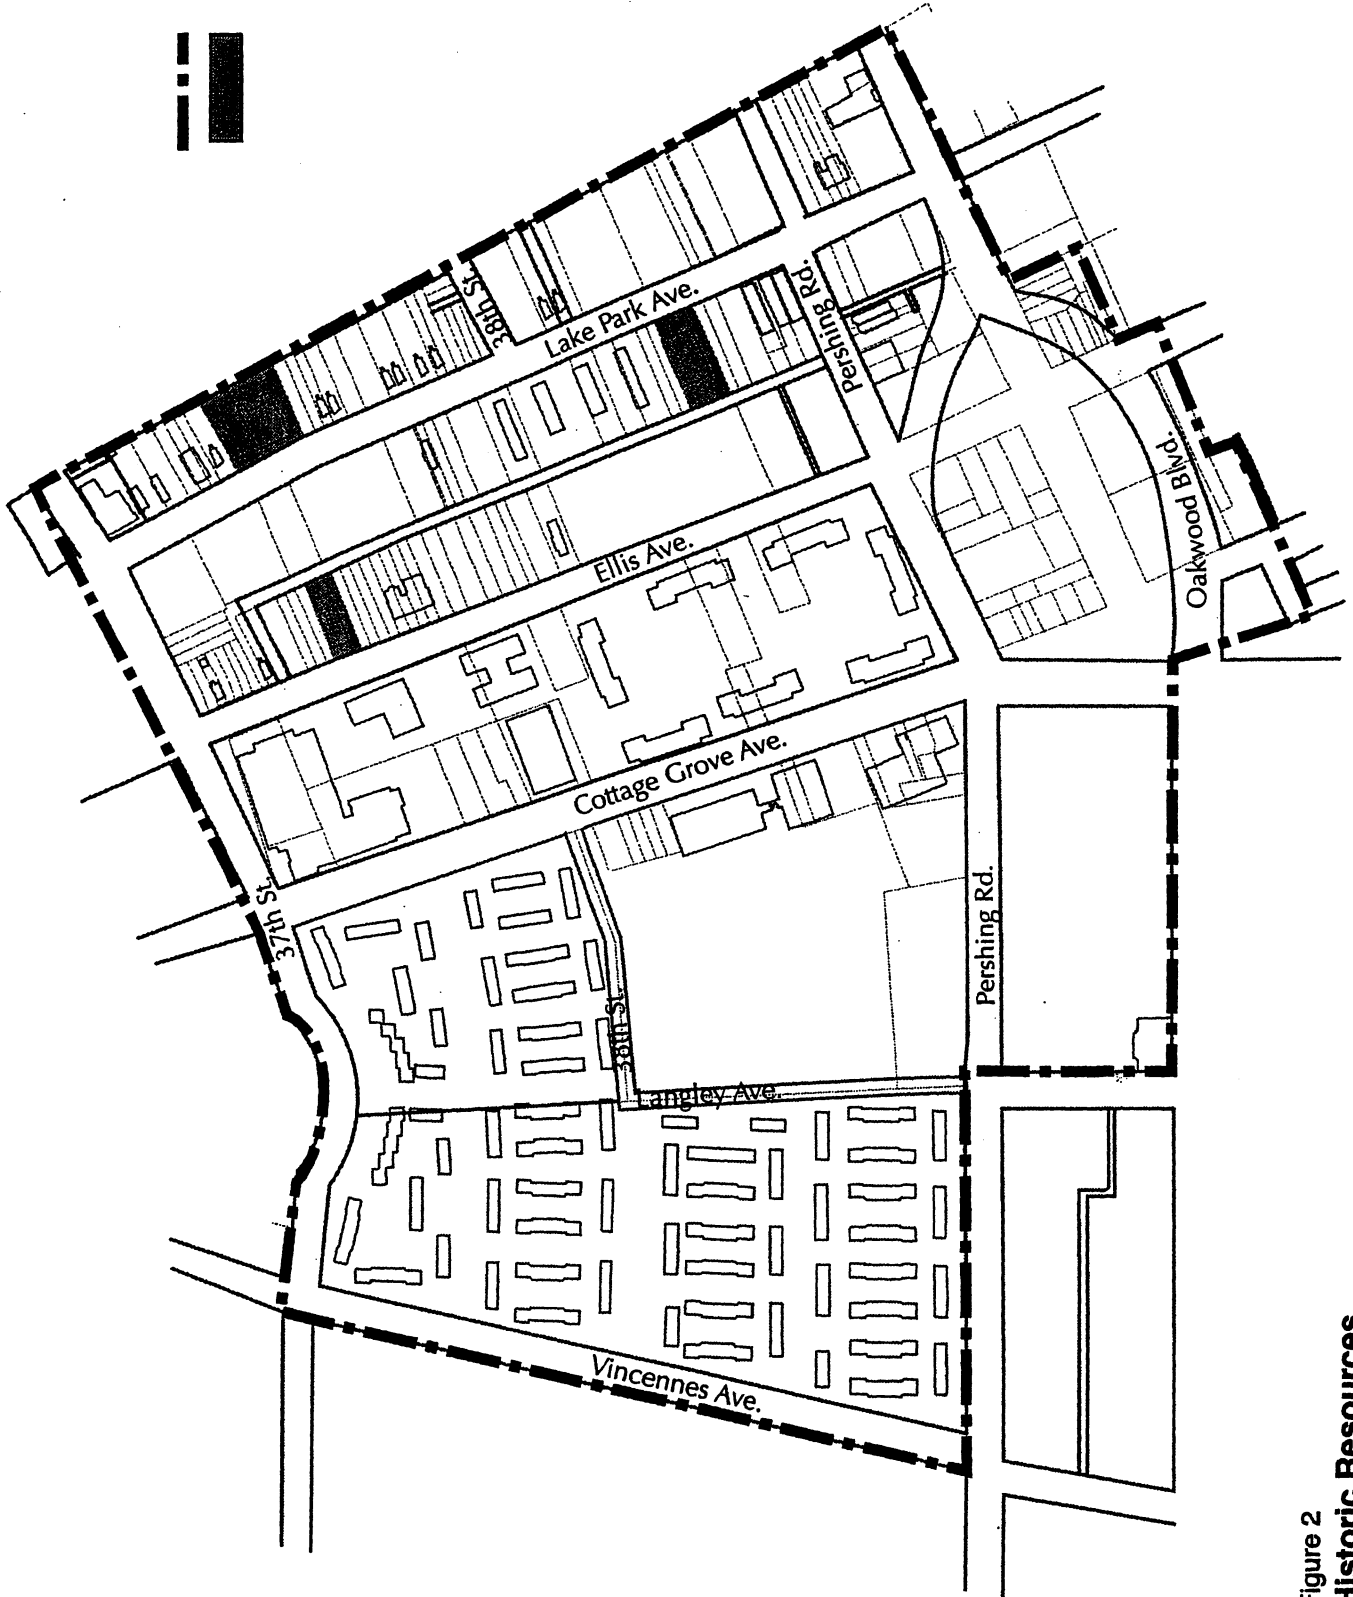 38th St.
Lake Park Ave.
Pershing Rd.
Ellis Ave.
Oakwood Blvd.
Cottage Grove Ave.
37th St.
Pershing Rd.
38th St.
Langley Ave.
Vincennes Ave.
Figure 2
Historic Resources